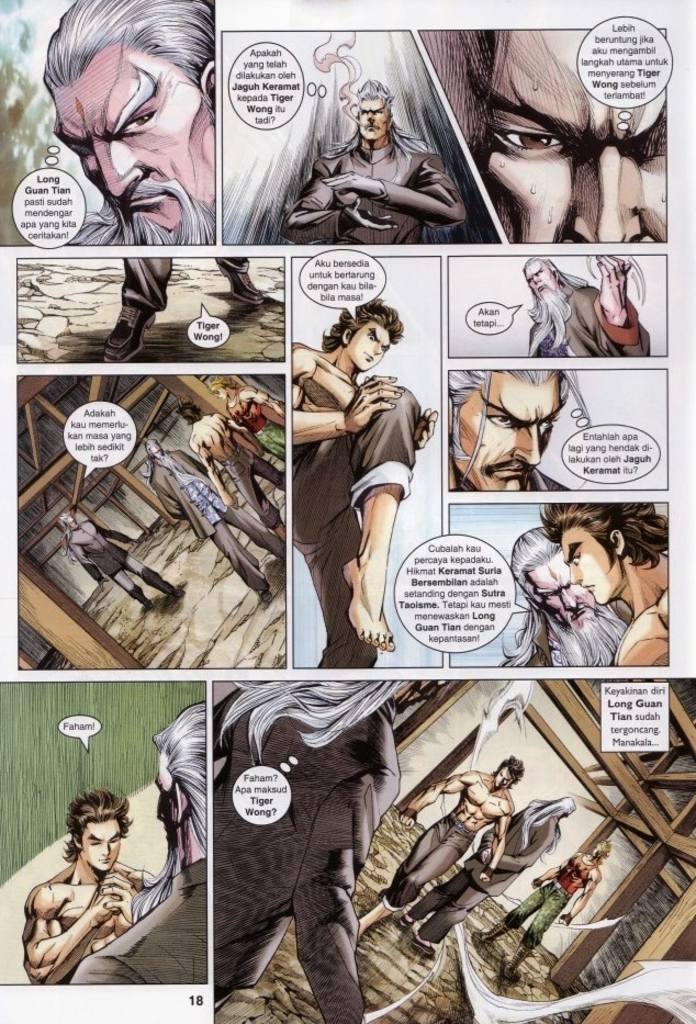 Long
Guan Tian
pasti sudah
mendengar
apa yang kita
ceritakan!
Apakah
yang telah
dilakukan oleh
Jaguh Keramat
kepada Tiger
Wong itu
tadi?
Lebih
beruntung jika
aku mengambil
langkah utama untuk
menyerang Tiger
Wong sebelum
terlambat!
Tiger
Wong!
Aku bersedia
untuk bertarung
dengan kau bila-
bila masa!
Akan
tetapi...
Adakah
kau memerlu-
kan masa yang
lebih sedikit
tak?
Entahlah apa
lagi yang hendak di-
lakukan oleh Jaguh
Keramat itu?
Cubalah kau
percaya kepadaku.
Hikmat Keramat Suria
Bersembilan adalah
setanding dengan Sutra
Taoisme. Tetapi kau mesti
menewaskan Long
Guan Tian dengan
kepantasan!
Faham!
Faham?
Apa maksud
Tiger
Wong?
Keyakinan diri
Long Guan
Tian sudah
tergoncang.
Manakala...
18